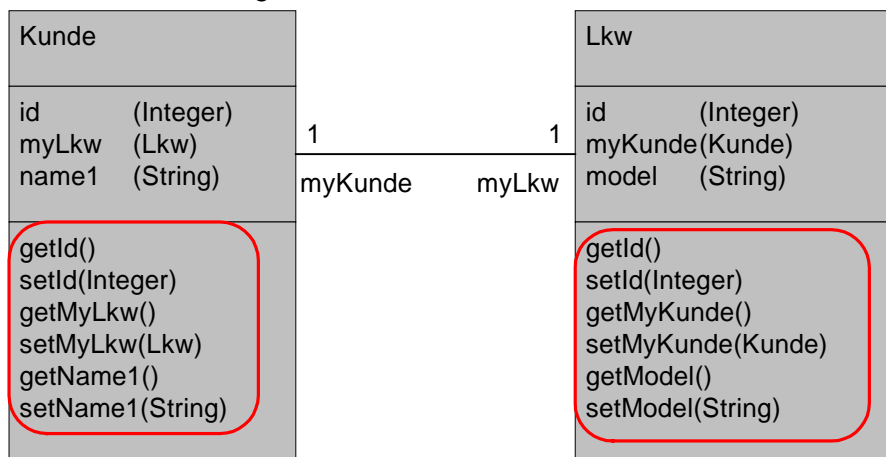 Kunde
id (Integer)
myLkw (Lkw)
name1 (String)
getId()
setId(Integer)
getMyLkw()
setMyLkw(Lkw)
getName1()
setName1(String)
1 1
myKunde myLkw
Lkw
id (Integer)
myKunde(Kunde)
model (String)
getId()
setId(Integer)
getMyKunde()
setMyKunde(Kunde)
getModel()
setModel(String)